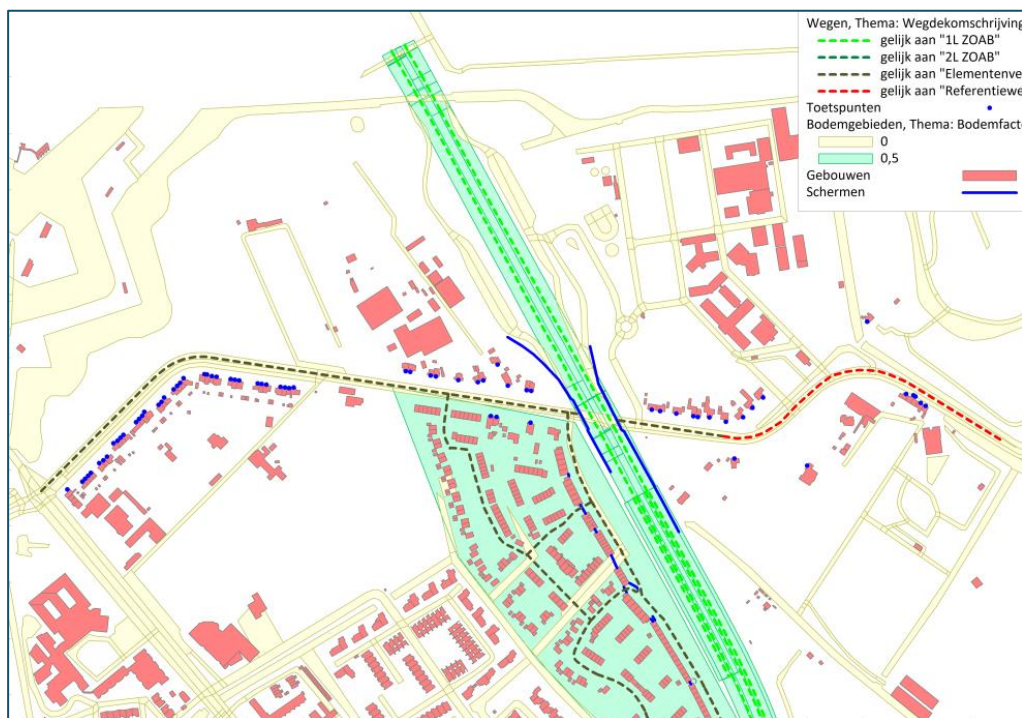 Wegen, Thema: Wegdekomschrijving
gelijk aan "1L ZOAB"
gelijk aan "2L ZOAB"
gelijk aan "Elementenve
gelijk aan "Referentiewe
Toetspunten
Bodemgebieden, Thema: Bodemfact
0
0,5
Gebouwen
Schermen